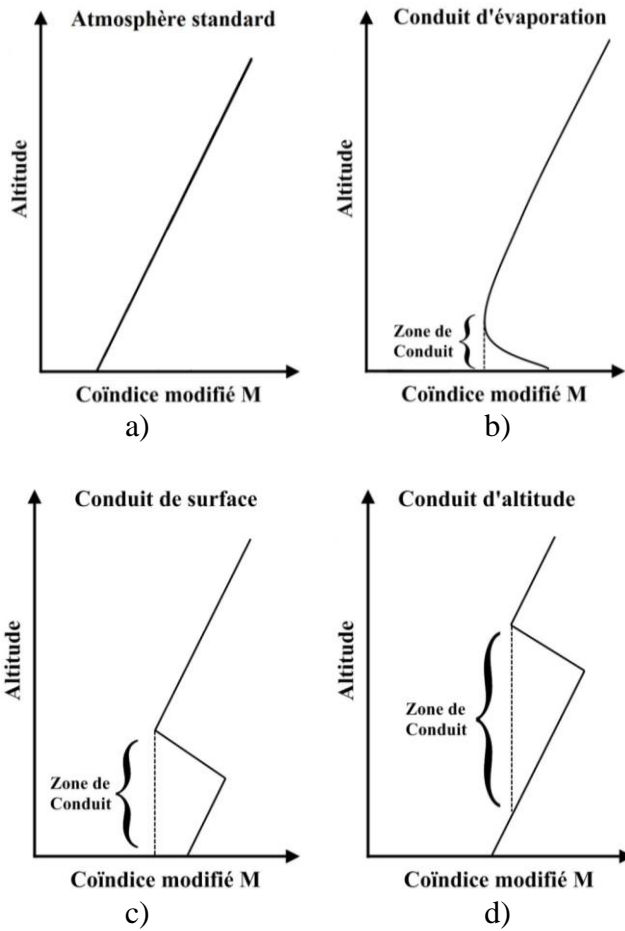 Atmosphère standard
Altitude
Coïndice modifié M
a)
Conduit d'évaporation
Altitude
Zone de
Conduit
Coïndice modifié M
b)
Conduit de surface
Altitude
Zone de
Conduit
Coïndice modifié M
c)
Conduit d'altitude
Altitude
Zone de
Conduit
Coïndice modifié M
d)